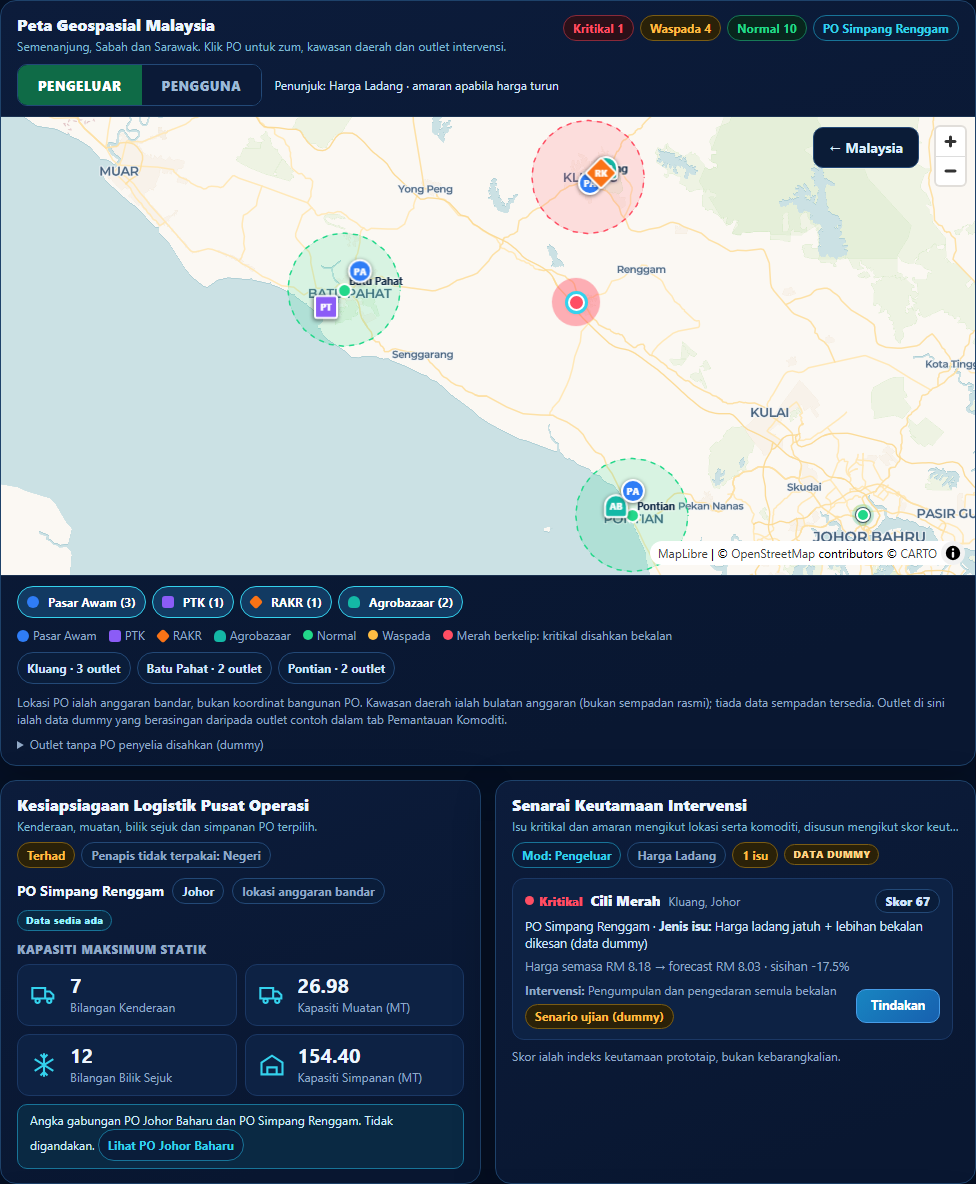 Peta Geospasial Malaysia
Semenanjung, Sabah dan Sarawak. Klik PO untuk zum, kawasan daerah dan outlet intervensi.
Kritikal 1
Waspada 4
Normal 10
PO Simpang Renggam
PENGELUAR
PENGGUNA
Penunjuk: Harga Ladang · amaran apabila harga turun
← Malaysia
+
−
MUAR
Yong Peng
RK
PA
Renggam
PA
Batu Pahat
BATU PAHAT
PT
Senggarang
KULAI
Skudai
PA
AB
Pontian
Pekan Nanas
JOHOR BAHRU
MapLibre | © OpenStreetMap contributors © CARTO
Pasar Awam (3)
PTK (1)
RAKR (1)
Agrobazaar (2)
Pasar Awam
PTK
RAKR
Agrobazaar
Normal
Waspada
Merah berkelip: kritikal disahkan bekalan
Kluang · 3 outlet
Batu Pahat · 2 outlet
Pontian · 2 outlet
Lokasi PO ialah anggaran bandar, bukan koordinat bangunan PO. Kawasan daerah ialah bulatan anggaran (bukan sempadan rasmi); tiada data sempadan tersedia. Outlet di sini
ialah data dummy yang berasingan daripada outlet contoh dalam tab Pemantauan Komoditi.
Outlet tanpa PO penyelia disahkan (dummy)
Kesiapsiagaan Logistik Pusat Operasi
Kenderaan, muatan, bilik sejuk dan simpanan PO terpilih.
Terhad
Penapis tidak terpakai: Negeri
PO Simpang Renggam
Johor
lokasi anggaran bandar
Data sedia ada
KAPASITI MAKSIMUM STATIK
7
Bilangan Kenderaan
26.98
Kapasiti Muatan (MT)
12
Bilangan Bilik Sejuk
154.40
Kapasiti Simpanan (MT)
Angka gabungan PO Johor Baharu dan PO Simpang Renggam. Tidak
digandakan.
Lihat PO Johor Baharu
Senarai Keutamaan Intervensi
Isu kritikal dan amaran mengikut lokasi serta komoditi, disusun mengikut skor keut...
Mod: Pengeluar
Harga Ladang
1 isu
DATA DUMMY
Kritikal
Cili Merah
Kluang, Johor
Skor 67
PO Simpang Renggam · Jenis isu: Harga ladang jatuh + lebihan bekalan
dikesan (data dummy)
Harga semasa RM 8.18 → forecast RM 8.03 · sisihan -17.5%
Intervensi: Pengumpulan dan pengedaran semula bekalan
Senario ujian (dummy)
Tindakan
Skor ialah indeks keutamaan prototaip, bukan kebarangkalian.